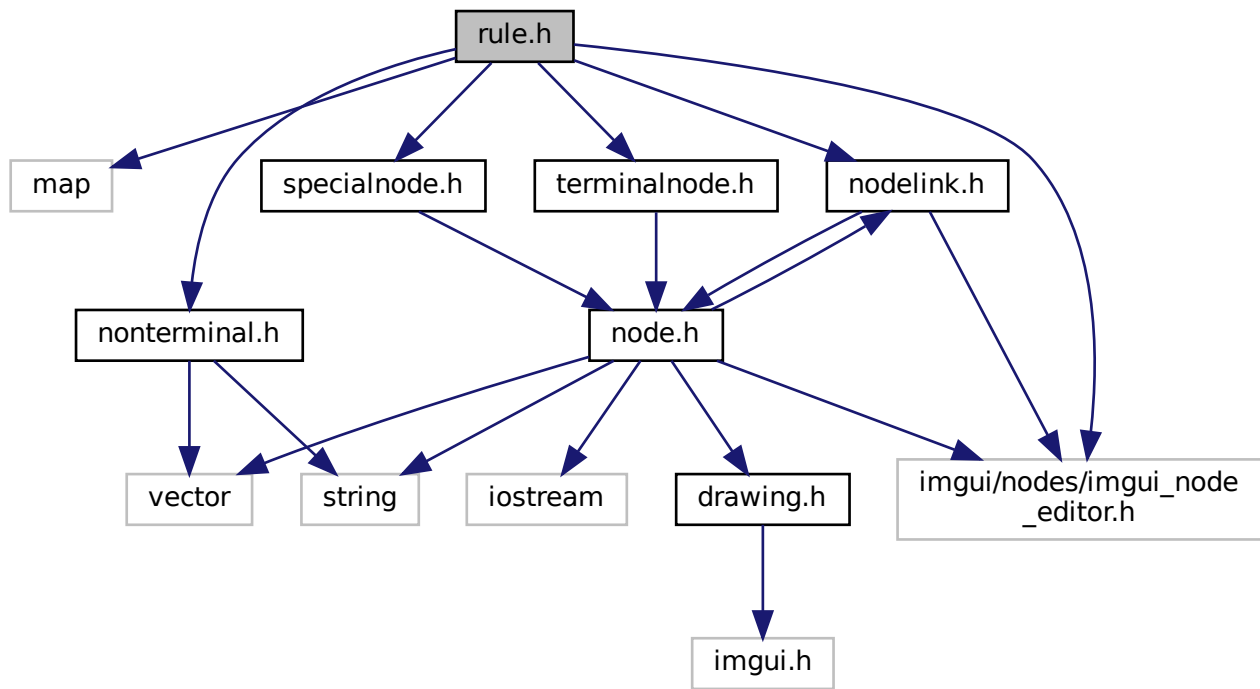 rule.h
map
specialnode.h
terminalnode.h
nodelink.h
nonterminal.h
node.h
vector
string
iostream
drawing.h
imgui/nodes/imgui_node
_editor.h
imgui.h